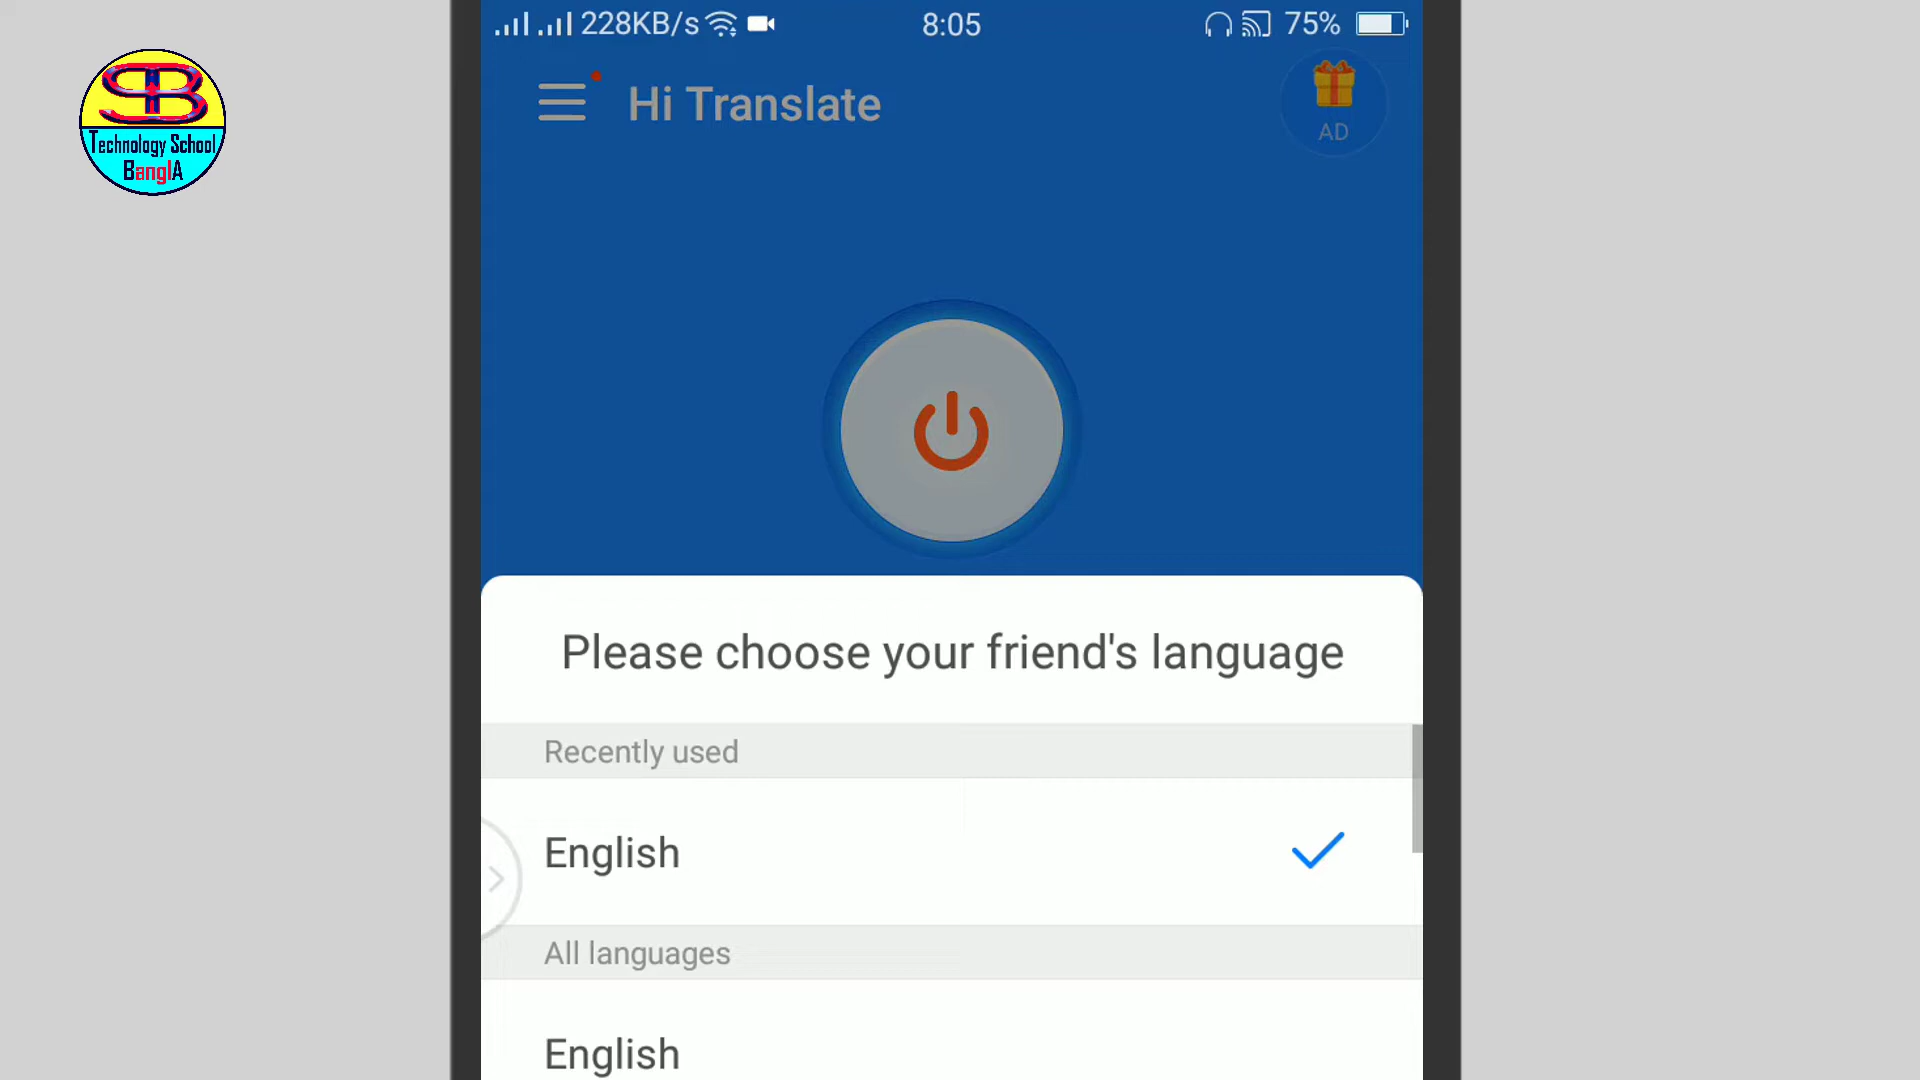 228KB/s
8:05
75%
SB
Technology School
BanglA
Hi Translate
AD
Please choose your friend's language
Recently used
English
All languages
English